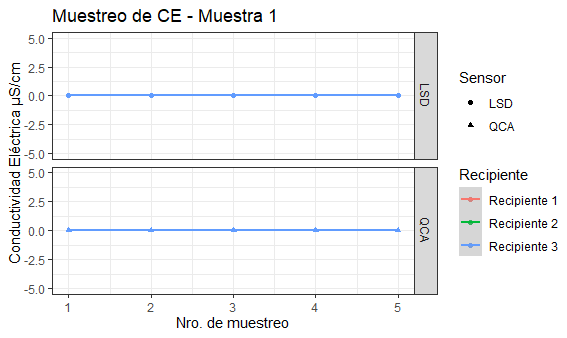 Muestreo de CE - Muestra 1
Conductividad Eléctrica µS/cm
5.0
2.5
0.0
-2.5
-5.0
LSD
5.0
2.5
0.0
-2.5
-5.0
QCA
1
2
3
4
5
Nro. de muestreo
Sensor
LSD
QCA
Recipiente
Recipiente 1
Recipiente 2
Recipiente 3